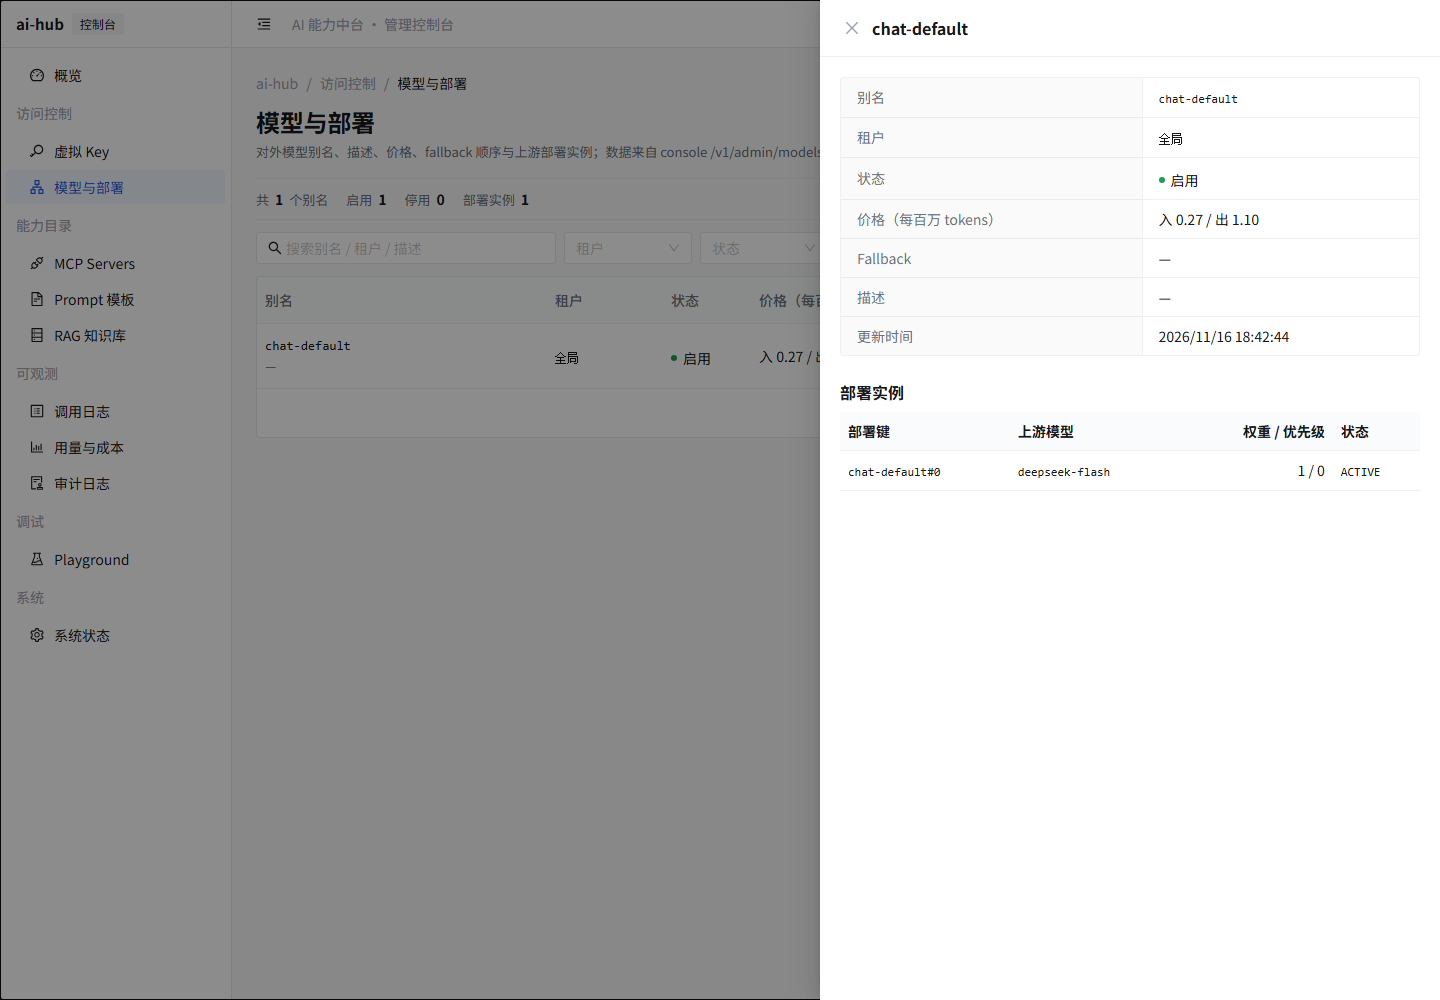 ai-hub 控制台
概览
访问控制
虚拟 Key
模型与部署
能力目录
MCP Servers
Prompt 模板
RAG 知识库
可观测
调用日志
用量与成本
审计日志
调试
Playground
系统
系统状态
AI 能力中台 · 管理控制台
ai-hub / 访问控制 / 模型与部署
模型与部署
对外模型别名、描述、价格、fallback 顺序与上游部署实例；数据来自 console /v1/admin/models
共 1 个别名 启用 1 停用 0 部署实例 1
搜索别名 / 租户 / 描述 租户 状态
别名 租户 状态 价格（每百
chat-default 全局 启用 入 0.27 / 出
—
chat-default
别名 chat-default
租户 全局
状态 启用
价格（每百万 tokens） 入 0.27 / 出 1.10
Fallback —
描述 —
更新时间 2026/11/16 18:42:44
部署实例
部署键 上游模型 权重 / 优先级 状态
chat-default#0 deepseek-flash 1 / 0 ACTIVE